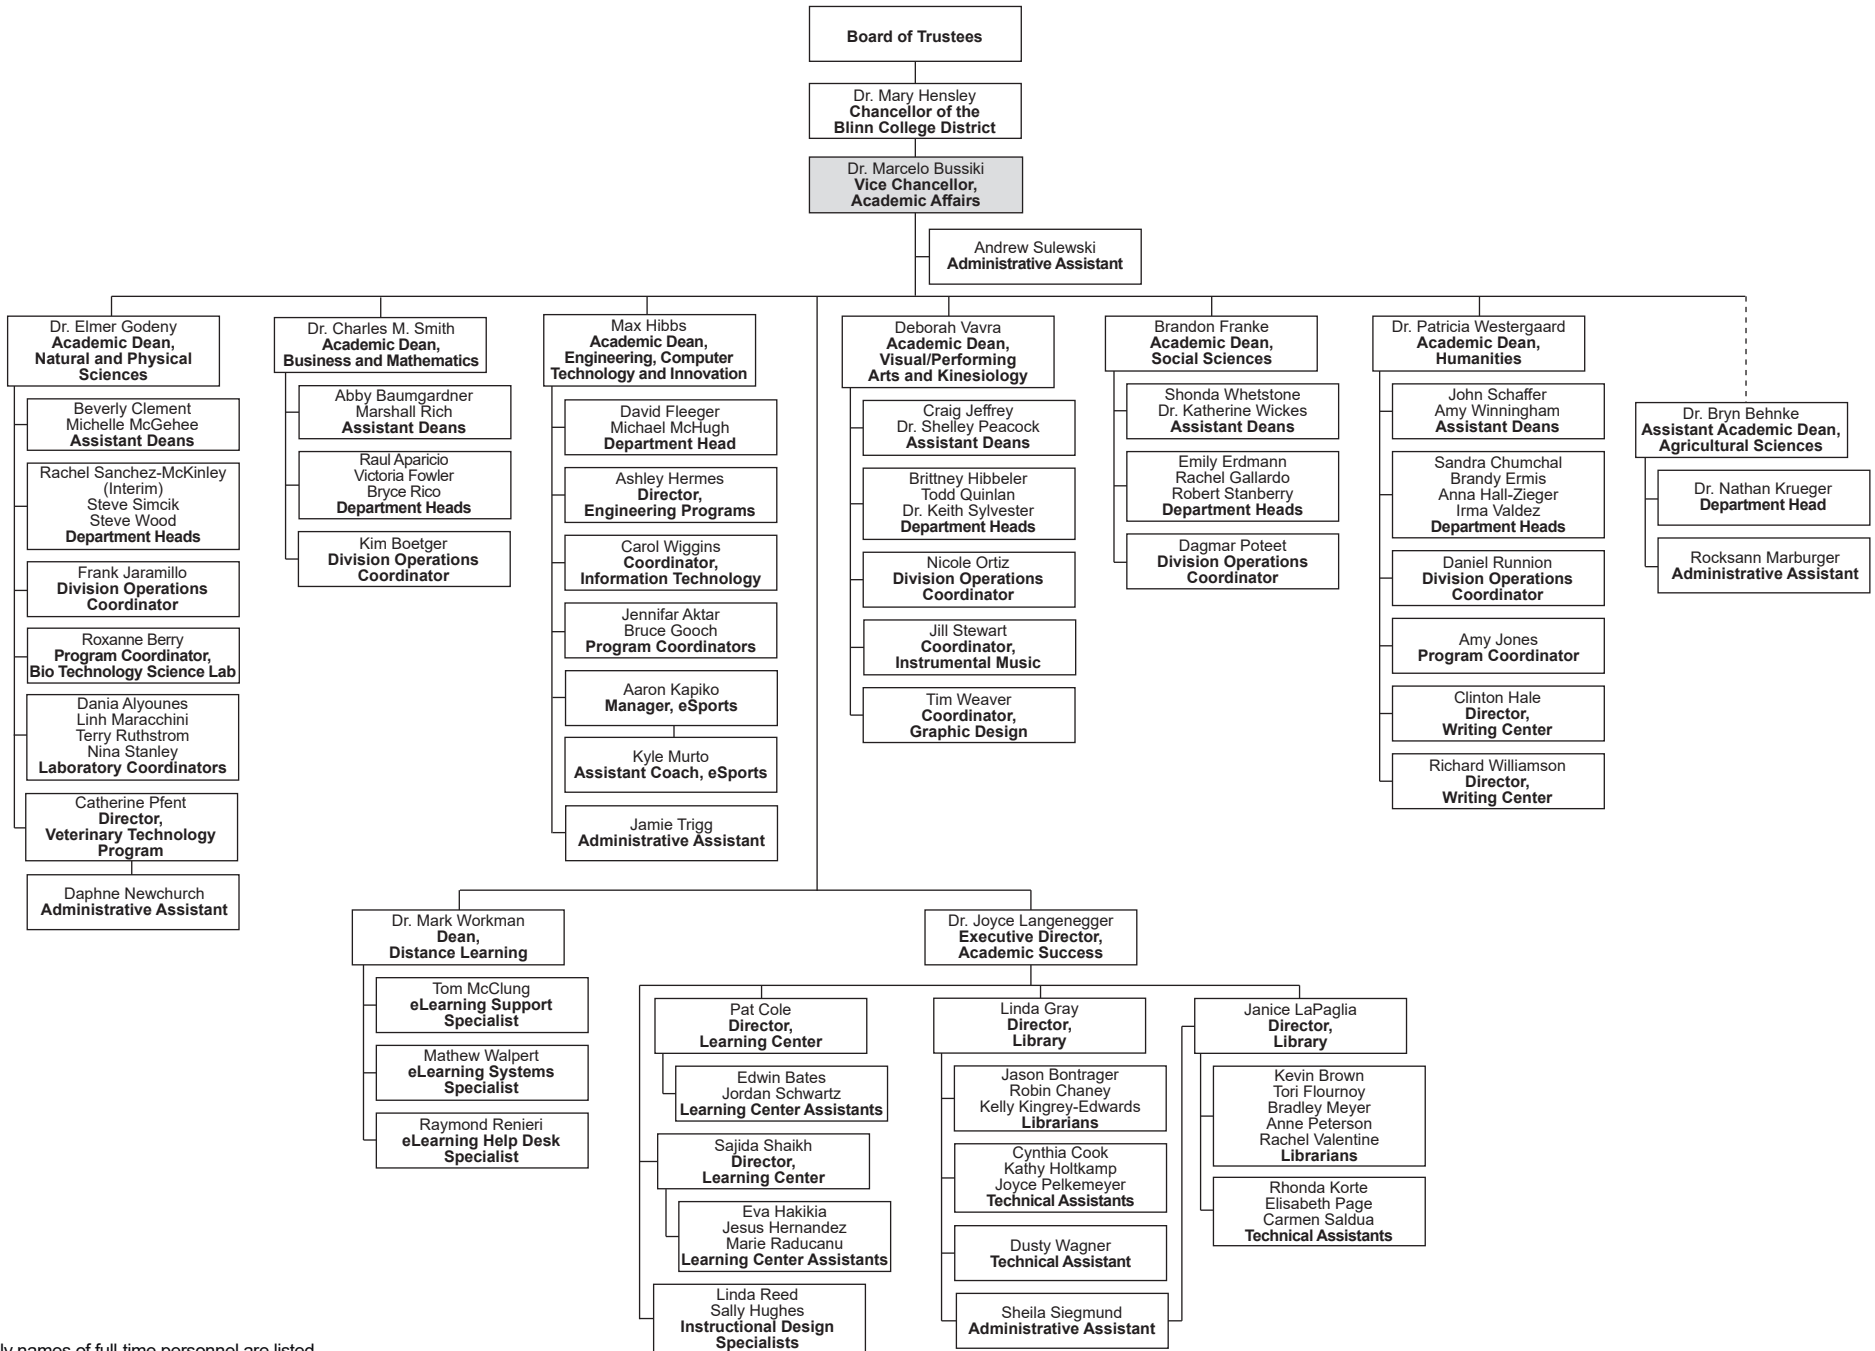 Board of Trustees
Dr. Mary Hensley
Chancellor of the
Blinn College District
Dr. Marcelo Bussiki
Vice Chancellor,
Academic Affairs
Andrew Sulewski
Administrative Assistant
Dr. Elmer Godeny
Academic Dean,
Natural and Physical
Sciences
Beverly Clement
Michelle McGehee
Assistant Deans
Rachel Sanchez-McKinley
(Interim)
Steve Simcik
Steve Wood
Department Heads
Frank Jaramillo
Division Operations
Coordinator
Roxanne Berry
Program Coordinator,
Bio Technology Science Lab
Dania Alyounes
Linh Maracchini
Terry Ruthstrom
Nina Stanley
Laboratory Coordinators
Catherine Pfent
Director,
Veterinary Technology
Program
Daphne Newchurch
Administrative Assistant
Dr. Charles M. Smith
Academic Dean,
Business and Mathematics
Abby Baumgardner
Marshall Rich
Assistant Deans
Raul Aparicio
Victoria Fowler
Bryce Rico
Department Heads
Kim Boetger
Division Operations
Coordinator
Max Hibbs
Academic Dean,
Engineering, Computer
Technology and Innovation
David Fleeger
Michael McHugh
Department Head
Ashley Hermes
Director,
Engineering Programs
Carol Wiggins
Coordinator,
Information Technology
Jennifar Aktar
Bruce Gooch
Program Coordinators
Aaron Kapiko
Manager, eSports
Kyle Murto
Assistant Coach, eSports
Jamie Trigg
Administrative Assistant
Deborah Vavra
Academic Dean,
Visual/Performing
Arts and Kinesiology
Craig Jeffrey
Dr. Shelley Peacock
Assistant Deans
Brittney Hibbeler
Todd Quinlan
Dr. Keith Sylvester
Department Heads
Nicole Ortiz
Division Operations
Coordinator
Jill Stewart
Coordinator,
Instrumental Music
Tim Weaver
Coordinator,
Graphic Design
Brandon Franke
Academic Dean,
Social Sciences
Shonda Whetstone
Dr. Katherine Wickes
Assistant Deans
Emily Erdmann
Rachel Gallardo
Robert Stanberry
Department Heads
Dagmar Poteet
Division Operations
Coordinator
Dr. Patricia Westergaard
Academic Dean,
Humanities
John Schaffer
Amy Winningham
Assistant Deans
Sandra Chumchal
Brandy Ermis
Anna Hall-Zieger
Irma Valdez
Department Heads
Daniel Runnion
Division Operations
Coordinator
Amy Jones
Program Coordinator
Clinton Hale
Director,
Writing Center
Richard Williamson
Director,
Writing Center
Dr. Bryn Behnke
Assistant Academic Dean,
Agricultural Sciences
Dr. Nathan Krueger
Department Head
Rocksann Marburger
Administrative Assistant
Dr. Mark Workman
Dean,
Distance Learning
Tom McClung
eLearning Support
Specialist
Mathew Walpert
eLearning Systems
Specialist
Raymond Renieri
eLearning Help Desk
Specialist
Dr. Joyce Langenegger
Executive Director,
Academic Success
Pat Cole
Director,
Learning Center
Edwin Bates
Jordan Schwartz
Learning Center Assistants
Sajida Shaikh
Director,
Learning Center
Eva Hakikia
Jesus Hernandez
Marie Raducanu
Learning Center Assistants
Linda Reed
Sally Hughes
Instructional Design
Specialists
Linda Gray
Director,
Library
Jason Bontrager
Robin Chaney
Kelly Kingrey-Edwards
Librarians
Cynthia Cook
Kathy Holtkamp
Joyce Pelkemeyer
Technical Assistants
Dusty Wagner
Technical Assistant
Sheila Siegmund
Administrative Assistant
Janice LaPaglia
Director,
Library
Kevin Brown
Tori Flournoy
Bradley Meyer
Anne Peterson
Rachel Valentine
Librarians
Rhonda Korte
Elisabeth Page
Carmen Saldua
Technical Assistants
names of full-time personnel are listed